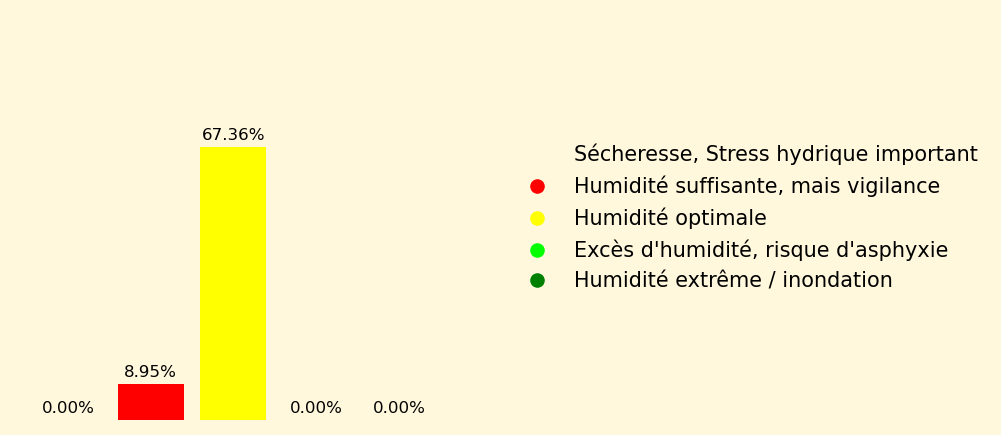 67.36%
8.95%
0.00%
0.00%
0.00%
Sécheresse, Stress hydrique important
Humidité suffisante, mais vigilance
Humidité optimale
Excès d'humidité, risque d'asphyxie
Humidité extrême / inondation